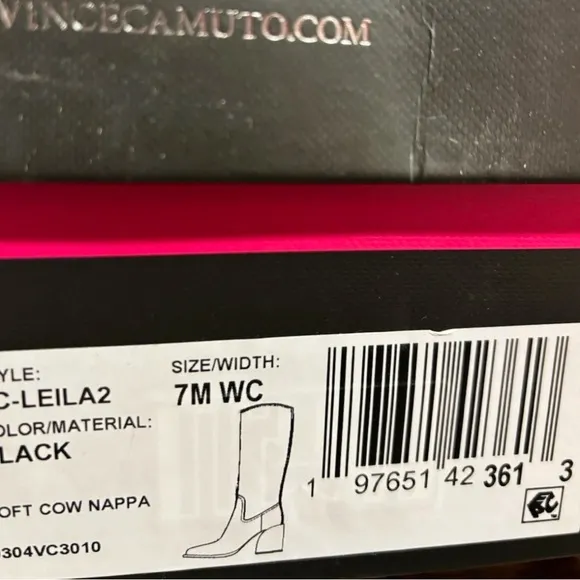 VINCECAMUTO.COM
YLE:
C-LEILA2
OLOR/MATERIAL:
LACK
OFT COW NAPPA
304VC3010
SIZE/WIDTH:
7M WC
1 97651 42 361 3